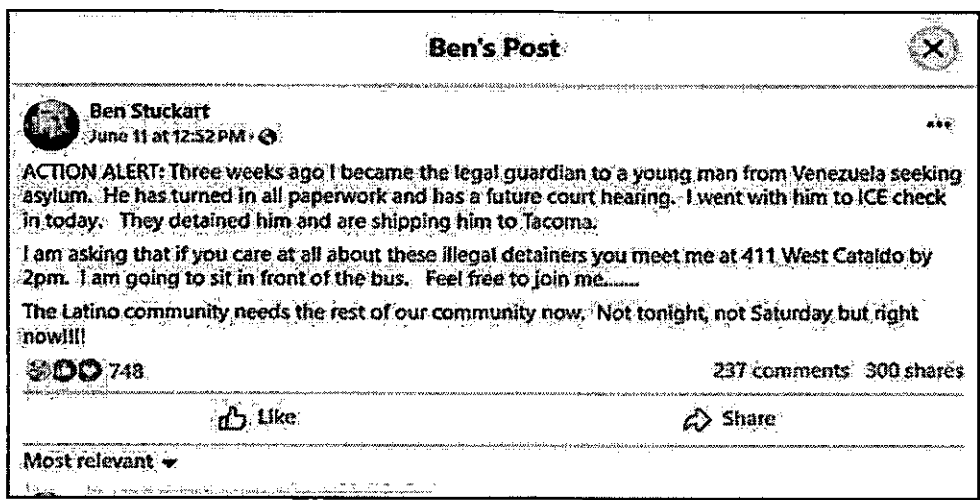 Ben's Post
Ben Stuckart
June 11 at 12:52 PM ·
ACTION ALERT: Three weeks ago I became the legal guardian to a young man from Venezuela seeking
asylum. He has turned in all paperwork and has a future court hearing. I went with him to ICE check
in today. They detained him and are shipping him to Tacoma.
I am asking that if you care at all about these illegal detainers you meet me at 411 West Cataldo by
2pm. I am going to sit in front of the bus. Feel free to join me.......
The Latino community needs the rest of our community now. Not tonight, not Saturday but right
now!!!!
748
237 comments 300 shares
Like
Share
Most relevant